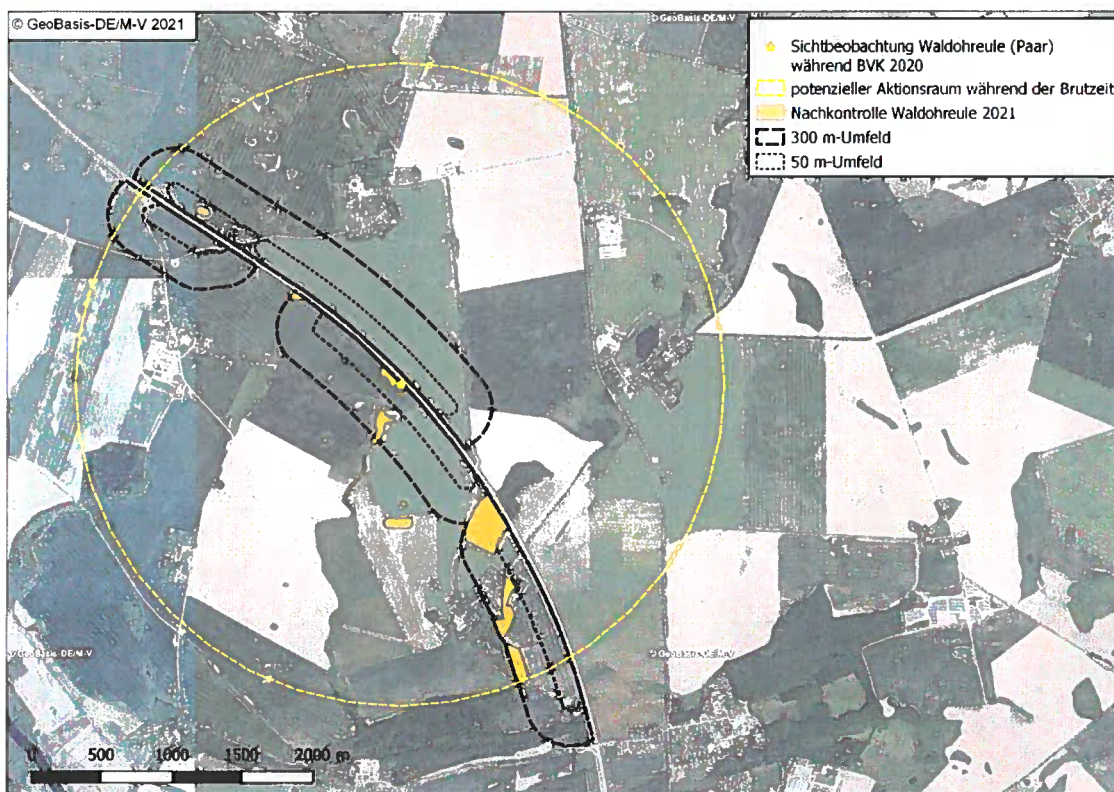 © GeoBasis-DE/M-V 2021
© GeoBasis-DE/M-V
Sichtbeobachtung Waldohreule (Paar)
während BVK 2020
potenzieller Aktionsraum während der Brutzeit
Nachkontrolle Waldohreule 2021
300 m-Umfeld
50 m-Umfeld
© GeoBasis-DE/M-V
© GeoBasis-DE/M-V
0 500 1000 1500 2000 m